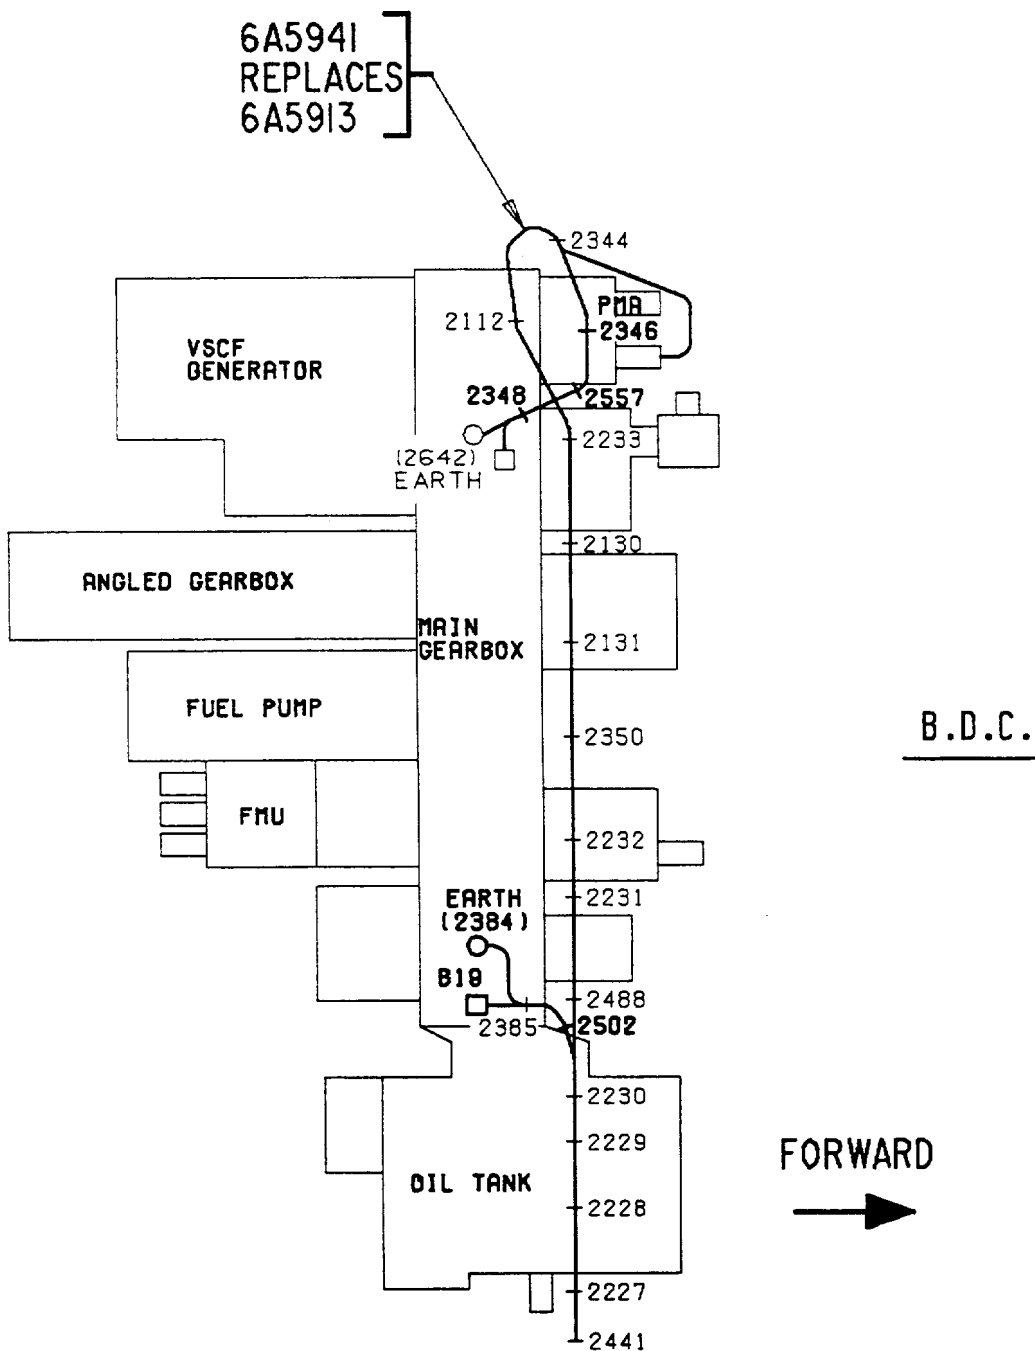 6A5941
REPLACES
6A5913
2344
PMA
2112
2346
VSCF
GENERATOR
2348
2557
2233
(2642)
EARTH
2130
ANGLED GEARBOX
MAIN
GEARBOX
2131
FUEL PUMP
2350
B.D.C.
FMU
2232
EARTH
(2384)
2231
B19
2488
2385
2502
2230
2229
FORWARD
OIL TANK
2228
2227
2441